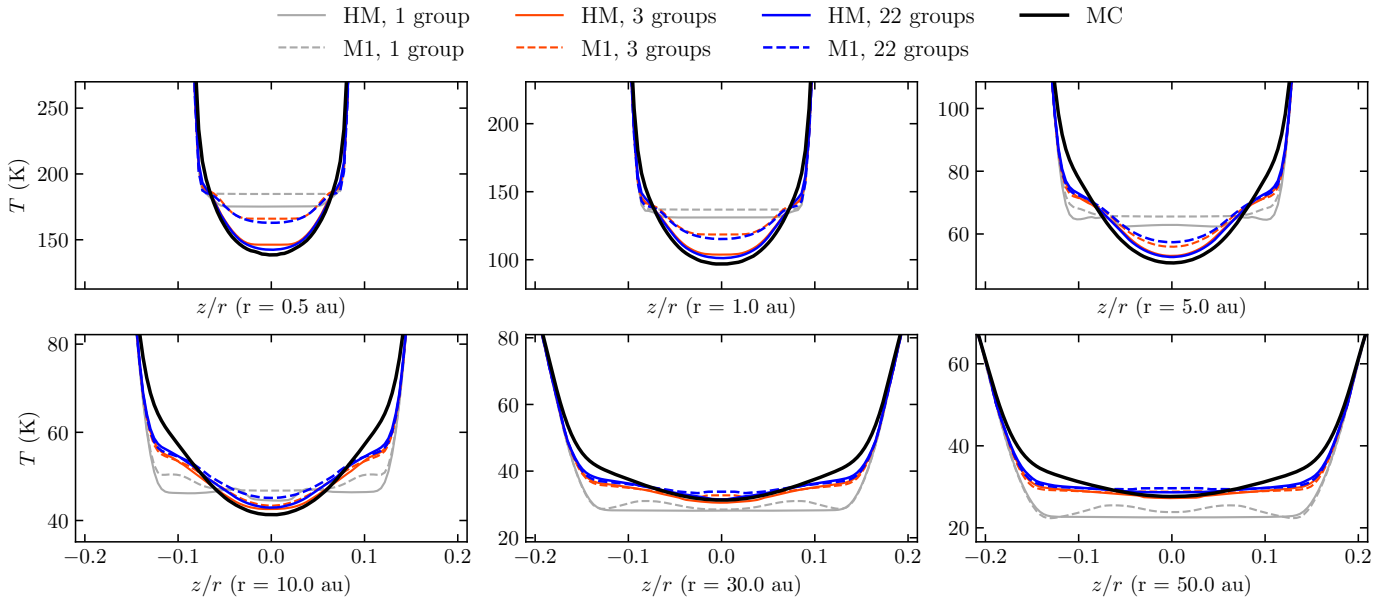 HM, 1 group HM, 3 groups HM, 22 groups MC
M1, 1 group M1, 3 groups M1, 22 groups
T (K)
250
200
150
z/r (r = 0.5 au)
200
150
100
z/r (r = 1.0 au)
100
80
60
z/r (r = 5.0 au)
T (K)
80
60
40
−0.2 −0.1 0.0 0.1 0.2
z/r (r = 10.0 au)
80
60
40
20
−0.2 −0.1 0.0 0.1 0.2
z/r (r = 30.0 au)
60
40
20
−0.2 −0.1 0.0 0.1 0.2
z/r (r = 50.0 au)